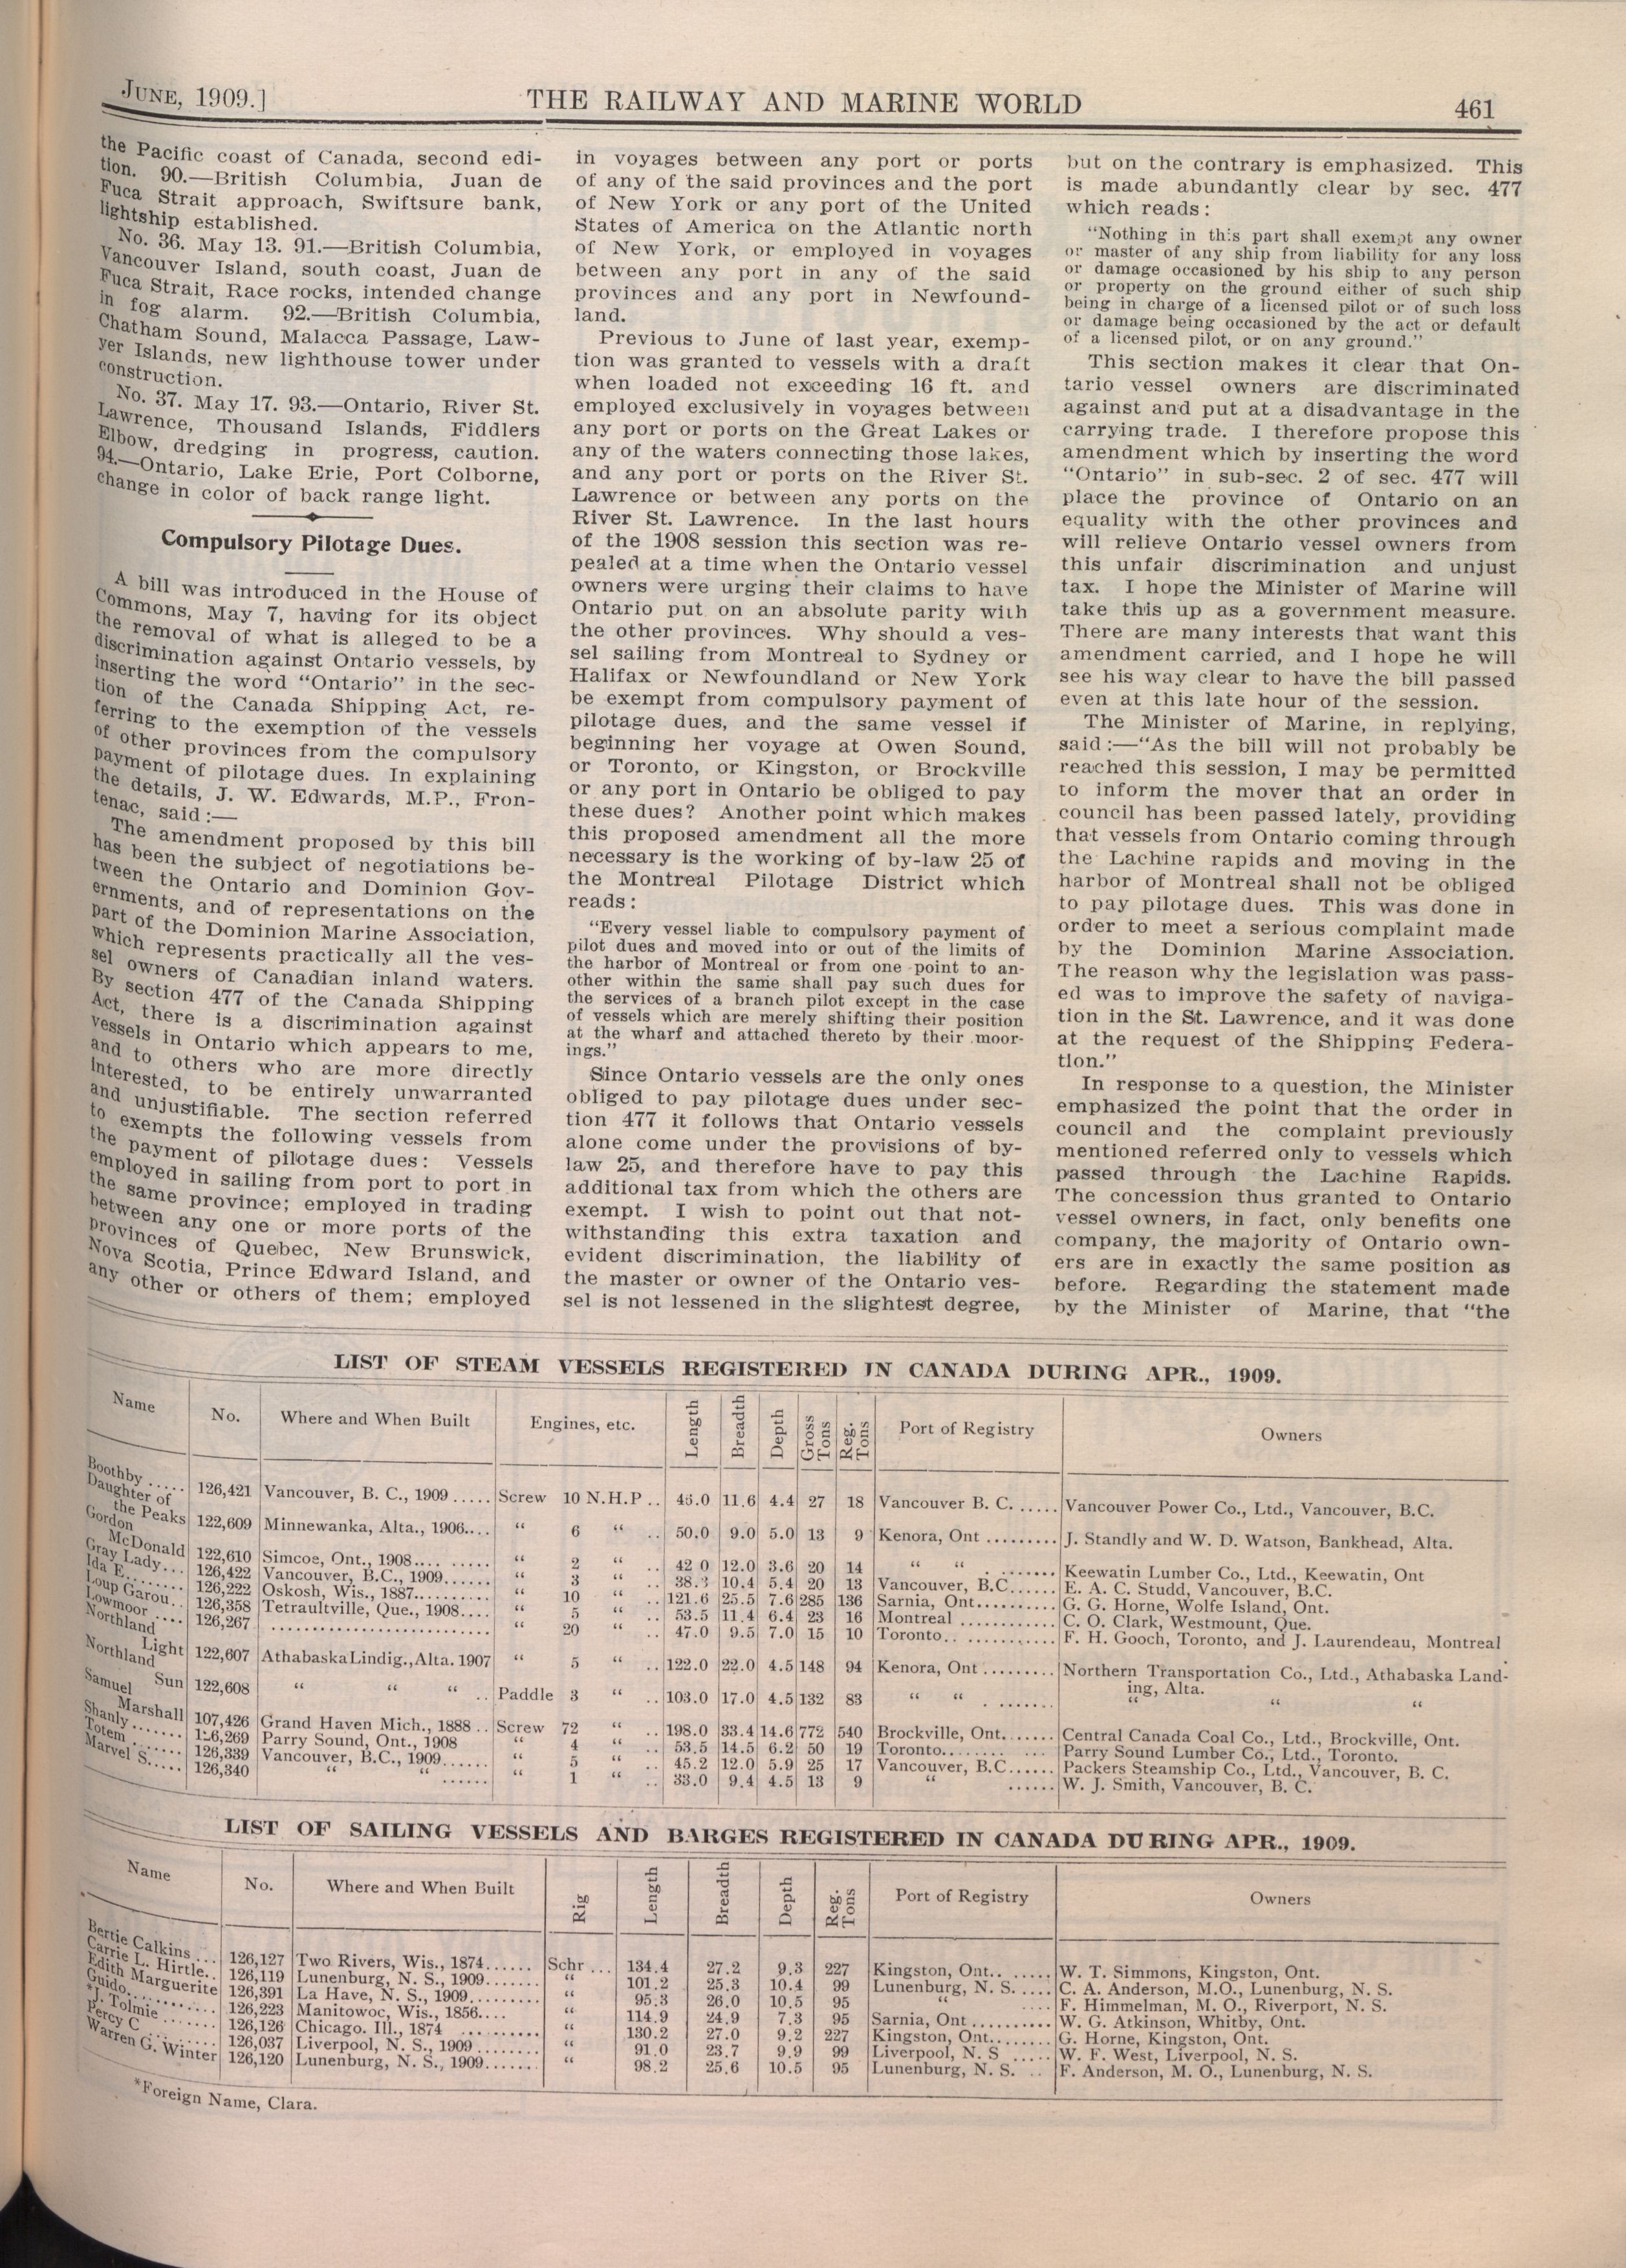 JUNE, 1909.]
THE RAILWAY AND MARINE WORLD
461
the Pacific coast of Canada, second edi-
tion. 90.—British Columbia, Juan de
Fuca Strait approach, Swiftsure bank,
lightship established.
No. 36. May 13. 91.—British Columbia,
Vancouver Island, south coast, Juan de
Fuca Strait, Race rocks, intended change
in fog alarm. 92.—British Columbia,
Chatham Sound, Malacca Passage, Law-
yer Islands, new lighthouse tower under
construction.
No. 37. May 17. 93.—Ontario, River St.
Lawrence, Thousand Islands, Fiddlers
Elbow, dredging in progress, caution.
94.—Ontario, Lake Erie, Port Colborne,
change in color of back range light.
Compulsory Pilotage Dues.
A bill was introduced in the House of
Commons, May 7, having for its object
the removal of what is alleged to be a
discrimination against Ontario vessels, by
inserting the word "Ontario" in the sec-
tion of the Canada Shipping Act, re-
ferring to the exemption of the vessels
of other provinces from the compulsory
payment of pilotage dues. In explaining
the details, J. W. Edwards, M.P., Fron-
tenac, said:—
The amendment proposed by this bill
has been the subject of negotiations be-
tween the Ontario and Dominion Gov-
ernments, and of representations on the
part of the Dominion Marine Association,
which represents practically all the ves-
sel owners of Canadian inland waters.
By section 477 of the Canada Shipping
Act, there is a discrimination against
vessels in Ontario which appears to me,
and to others who are more directly
interested, to be entirely unwarranted
and unjustifiable. The section referred
to exempts the following vessels from
the payment of pilotage dues: Vessels
employed in sailing from port to port in
the same province; employed in trading
between any one or more ports of the
provinces of Quebec, New Brunswick,
Nova Scotia, Prince Edward Island, and
any other or others of them; employed
in voyages between any port or ports
of any of the said provinces and the port
of New York or any port of the United
States of America on the Atlantic north
of New York, or employed in voyages
between any port in any of the said
provinces and any port in Newfound-
land.
Previous to June of last year, exemp-
tion was granted to vessels with a draft
when loaded not exceeding 16 ft. and
employed exclusively in voyages between
any port or ports on the Great Lakes or
any of the waters connecting those lakes,
and any port or ports on the River St.
Lawrence or between any ports on the
River St. Lawrence. In the last hours
of the 1908 session this section was re-
pealed at a time when the Ontario vessel
owners were urging their claims to have
Ontario put on an absolute parity with
the other provinces. Why should a ves-
sel sailing from Montreal to Sydney or
Halifax or Newfoundland or New York
be exempt from compulsory payment of
pilotage dues, and the same vessel if
beginning her voyage at Owen Sound,
or Toronto, or Kingston, or Brockville
or any port in Ontario be obliged to pay
these dues? Another point which makes
this proposed amendment all the more
necessary is the working of by-law 25 of
the Montreal Pilotage District which
reads:
"Every vessel liable to compulsory payment of
pilot dues and moved into or out of the limits of
the harbor of Montreal or from one point to an-
other within the same shall pay such dues for
the services of a branch pilot except in the case
of vessels which are merely shifting their position
at the wharf and attached thereto by their moor-
ings."
Since Ontario vessels are the only ones
obliged to pay pilotage dues under sec-
tion 477 it follows that Ontario vessels
alone come under the provisions of by-
law 25, and therefore have to pay this
additional tax from which the others are
exempt. I wish to point out that not-
withstanding this extra taxation and
evident discrimination, the liability of
the master or owner of the Ontario ves-
sel is not lessened in the slightest degree,
but on the contrary is emphasized. This
is made abundantly clear by sec. 477
which reads:
"Nothing in this part shall exempt any owner
or master of any ship from liability for any loss
or damage occasioned by his ship to any person
or property on the ground either of such ship
being in charge of a licensed pilot or of such loss
or damage being occasioned by the act or default
of a licensed pilot, or on any ground."
This section makes it clear that On-
tario vessel owners are discriminated
against and put at a disadvantage in the
carrying trade. I therefore propose this
amendment which by inserting the word
"Ontario" in sub-sec. 2 of sec. 477 will
place the province of Ontario on an
equality with the other provinces and
will relieve Ontario vessel owners from
this unfair discrimination and unjust
tax. I hope the Minister of Marine will
take this up as a government measure.
There are many interests that want this
amendment carried, and I hope he will
see his way clear to have the bill passed
even at this late hour of the session.
The Minister of Marine, in replying,
said:—"As the bill will not probably be
reached this session, I may be permitted
to inform the mover that an order in
council has been passed lately, providing
that vessels from Ontario coming through
the Lachine rapids and moving in the
harbor of Montreal shall not be obliged
to pay pilotage dues. This was done in
order to meet a serious complaint made
by the Dominion Marine Association.
The reason why the legislation was pass-
ed was to improve the safety of naviga-
tion in the St. Lawrence, and it was done
at the request of the Shipping Federa-
tion."
In response to a question, the Minister
emphasized the point that the order in
council and the complaint previously
mentioned referred only to vessels which
passed through the Lachine Rapids.
The concession thus granted to Ontario
vessel owners, in fact, only benefits one
company, the majority of Ontario own-
ers are in exactly the same position as
before. Regarding the statement made
by the Minister of Marine, that "the
LIST OF STEAM VESSELS REGISTERED IN CANADA DURING APR., 1909.
Name No. Where and When Built Engines, etc. Length Breadth Depth Gross Tons Reg. Tons Port of Registry Owners
Boothby..... 126,421 Vancouver, B. C., 1909..... Screw 10 N.H.P.. 45.0 11.6 4.4 27 18 Vancouver B. C...... Vancouver Power Co., Ltd., Vancouver, B.C.
Daughter of
the Peaks 122,609 Minnewanka, Alta., 1906.... " 6 " .. 50.0 9.0 5.0 13 9 Kenora, Ont......... J. Standly and W. D. Watson, Bankhead, Alta.
Gordon
McDonald 122,610 Simcoe, Ont., 1908.... ...... " 2 " .. 42 0 12.0 3.6 20 14 " " . ....... Keewatin Lumber Co., Ltd., Keewatin, Ont
Gray Lady... 126,422 Vancouver, B.C., 1909...... " 3 " .. 38.3 10.4 5.4 20 13 Vancouver, B.C...... E. A. C. Studd, Vancouver, B.C.
Ida E........ 126,222 Oskosh, Wis., 1887.......... " 10 " .. 121.6 25.5 7.6 285 136 Sarnia, Ont.......... G. G. Horne, Wolfe Island, Ont.
Loup Garou.. 126,358 Tetraultville, Que., 1908.... " 5 " .. 53.5 11.4 6.4 23 16 Montreal ............ C. O. Clark, Westmount, Que.
Lowmoor.... 126,267 .......................... " 20 " .. 47.0 9.5 7.0 15 10 Toronto.. ............ F. H. Gooch, Toronto, and J. Laurendeau, Montreal
Northland
Light 122,607 Athabaska Lindig., Alta. 1907 " 5 " .. 122.0 22.0 4.5 148 94 Kenora, Ont......... Northern Transportation Co., Ltd., Athabaska Land-
ing, Alta.
Northland
Sun 122,608 " " " .. Paddle 3 " .. 103.0 17.0 4.5 132 83 " " . ....... " " "
Samuel
Marshall 107,426 Grand Haven Mich., 1888.. Screw 72 " .. 198.0 33.4 14.6 772 540 Brockville, Ont....... Central Canada Coal Co., Ltd., Brockville, Ont.
Shanly....... 126,269 Parry Sound, Ont., 1908 " 4 " .. 53.5 14.5 6.2 50 19 Toronto........ ... Parry Sound Lumber Co., Ltd., Toronto.
Totem....... 126,339 Vancouver, B.C., 1909...... " 5 " .. 45.2 12.0 5.9 25 17 Vancouver, B.C...... Packers Steamship Co., Ltd., Vancouver, B. C.
Marvel S..... 126,340 " " ...... " 1 " .. 33.0 9.4 4.5 13 9 " ...... W. J. Smith, Vancouver, B. C.
LIST OF SAILING VESSELS AND BARGES REGISTERED IN CANADA DURING APR., 1909.
Name No. Where and When Built Rig Length Breadth Depth Reg. Tons Port of Registry Owners
Bertie Calkins... 126,127 Two Rivers, Wis., 1874...... Schr... 134.4 27.2 9.3 227 Kingston, Ont.. ..... W. T. Simmons, Kingston, Ont.
Carrie L. Hirtle.. 126,119 Lunenburg, N. S., 1909....... " 101.2 25.3 10.4 99 Lunenburg, N. S..... C. A. Anderson, M.O., Lunenburg, N. S.
Edith Marguerite 126,391 La Have, N. S., 1909......... " 95.3 26.0 10.5 95 " .... F. Himmelman, M. O., Riverport, N. S.
Guido........... 126,223 Manitowoc, Wis., 1856.... " 114.9 24.9 7.3 95 Sarnia, Ont.......... W. G. Atkinson, Whitby, Ont.
*J. Tolmie....... 126,126 Chicago. Ill., 1874 .......... " 130.2 27.0 9.2 227 Kingston, Ont........ G. Horne, Kingston, Ont.
Percy C......... 126,037 Liverpool, N. S., 1909........ " 91.0 23.7 9.9 99 Liverpool, N. S ..... W. F. West, Liverpool, N. S.
Warren G. Winter 126,120 Lunenburg, N. S., 1909....... " 98.2 25.6 10.5 95 Lunenburg, N. S. .. F. Anderson, M. O., Lunenburg, N. S.
*Foreign Name, Clara.